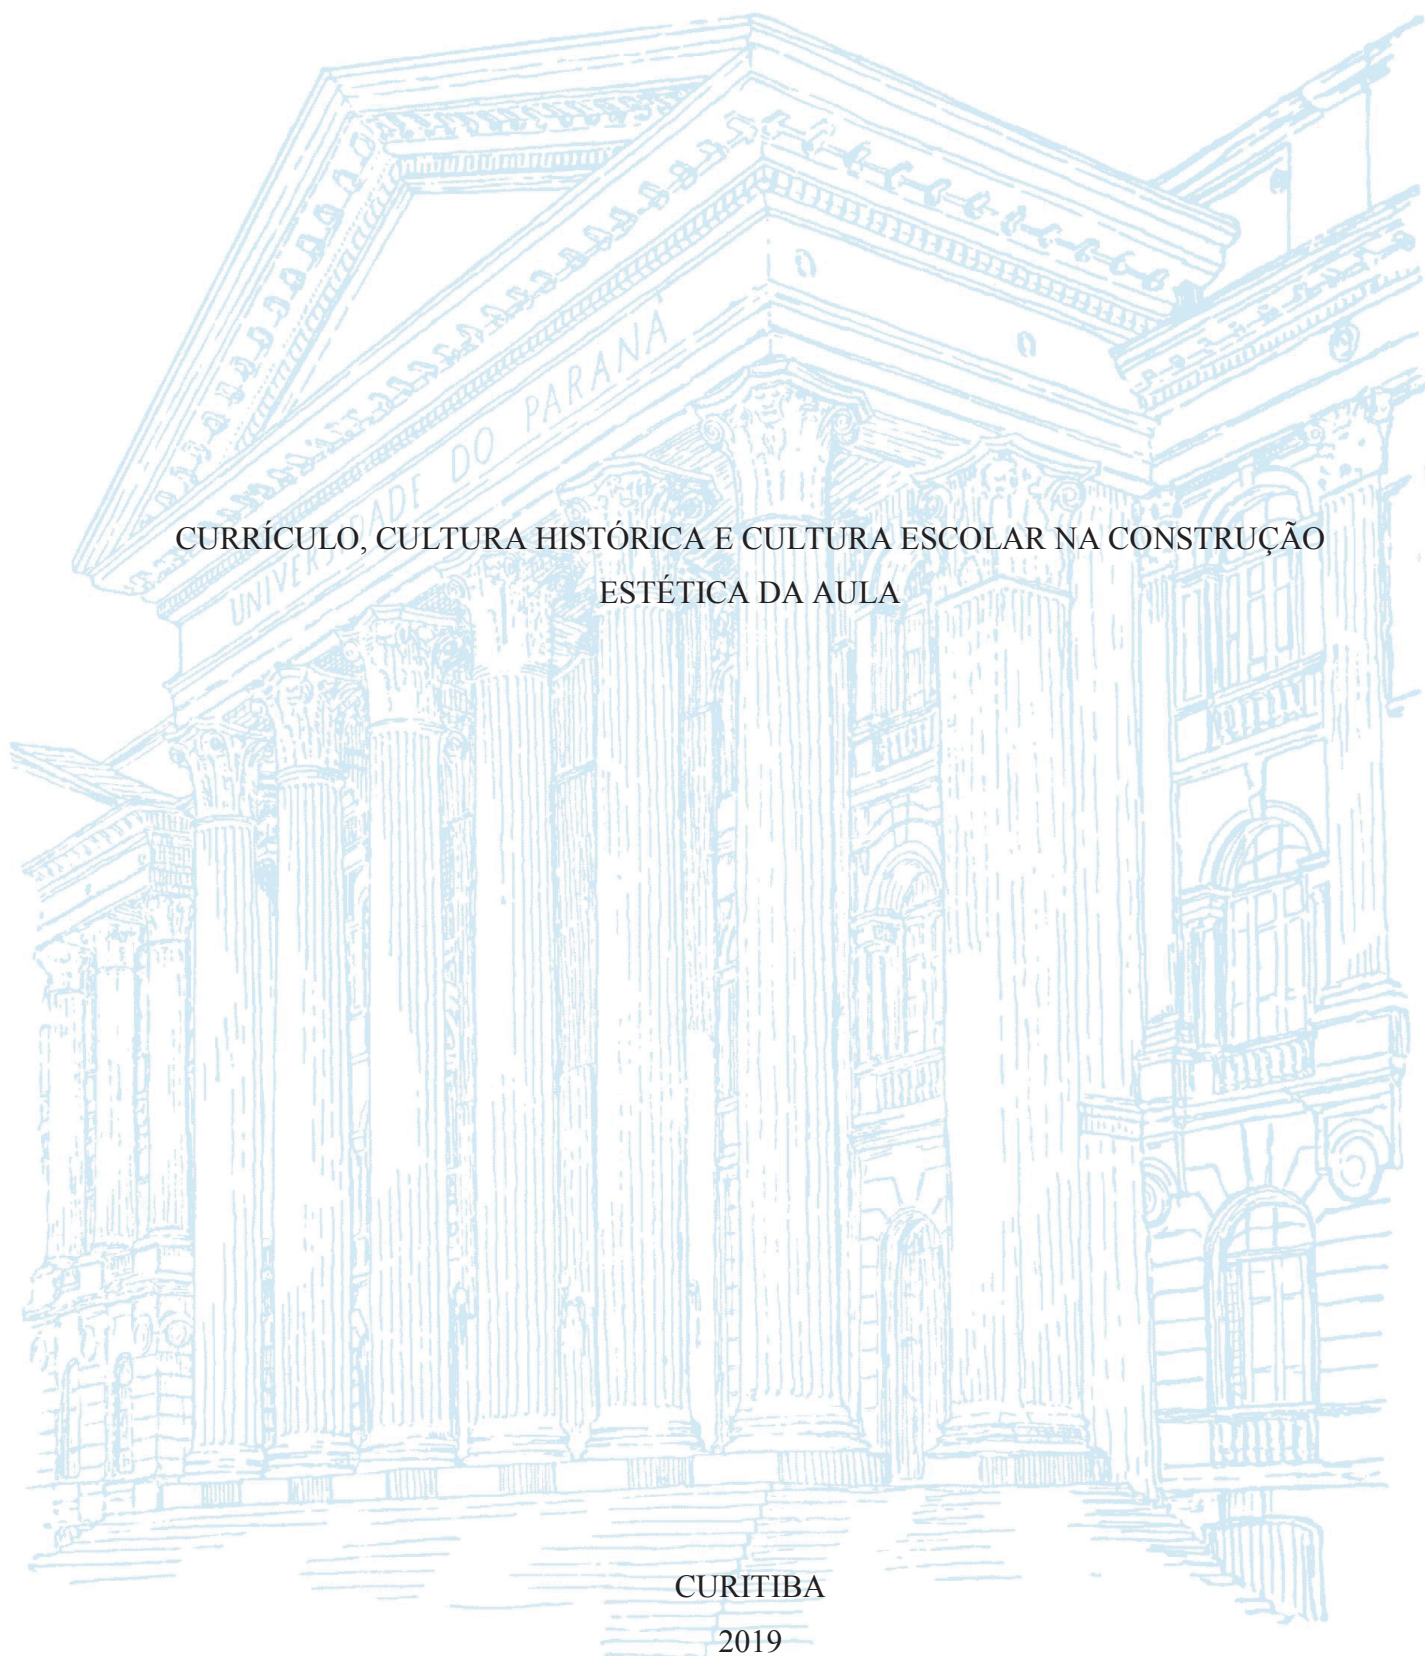 UNIVERSIDADE DO PARANÁ
CURRÍCULO, CULTURA HISTÓRICA E CULTURA ESCOLAR NA CONSTRUÇÃO
ESTÉTICA DA AULA
CURITIBA
2019